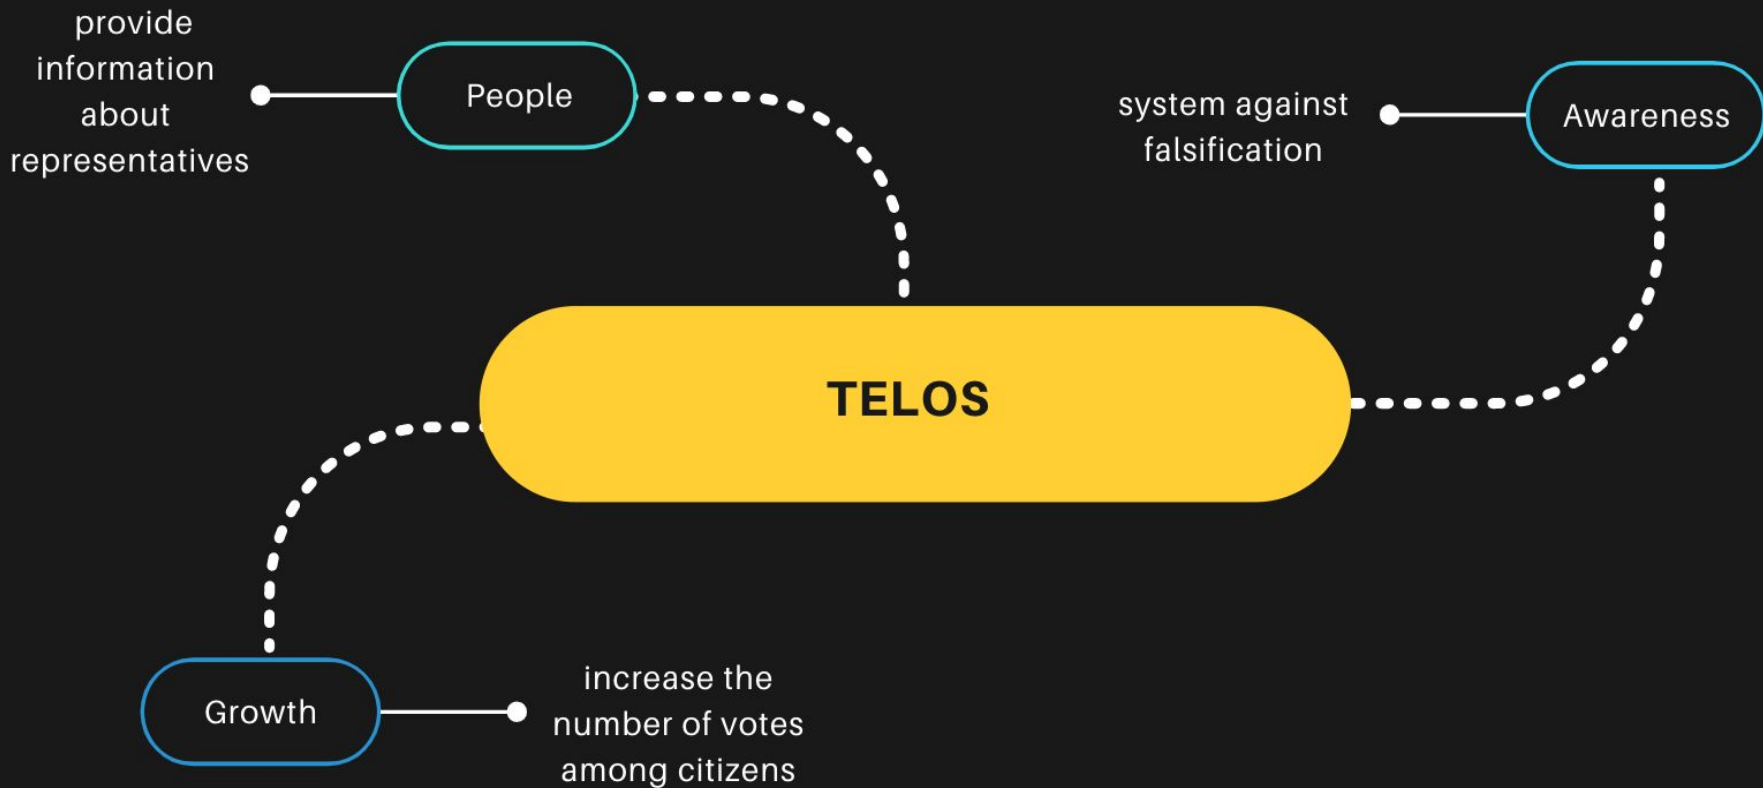 provide
information
about
representatives
People
system against
falsification
Awareness
TELOS
Growth
increase the
number of votes
among citizens